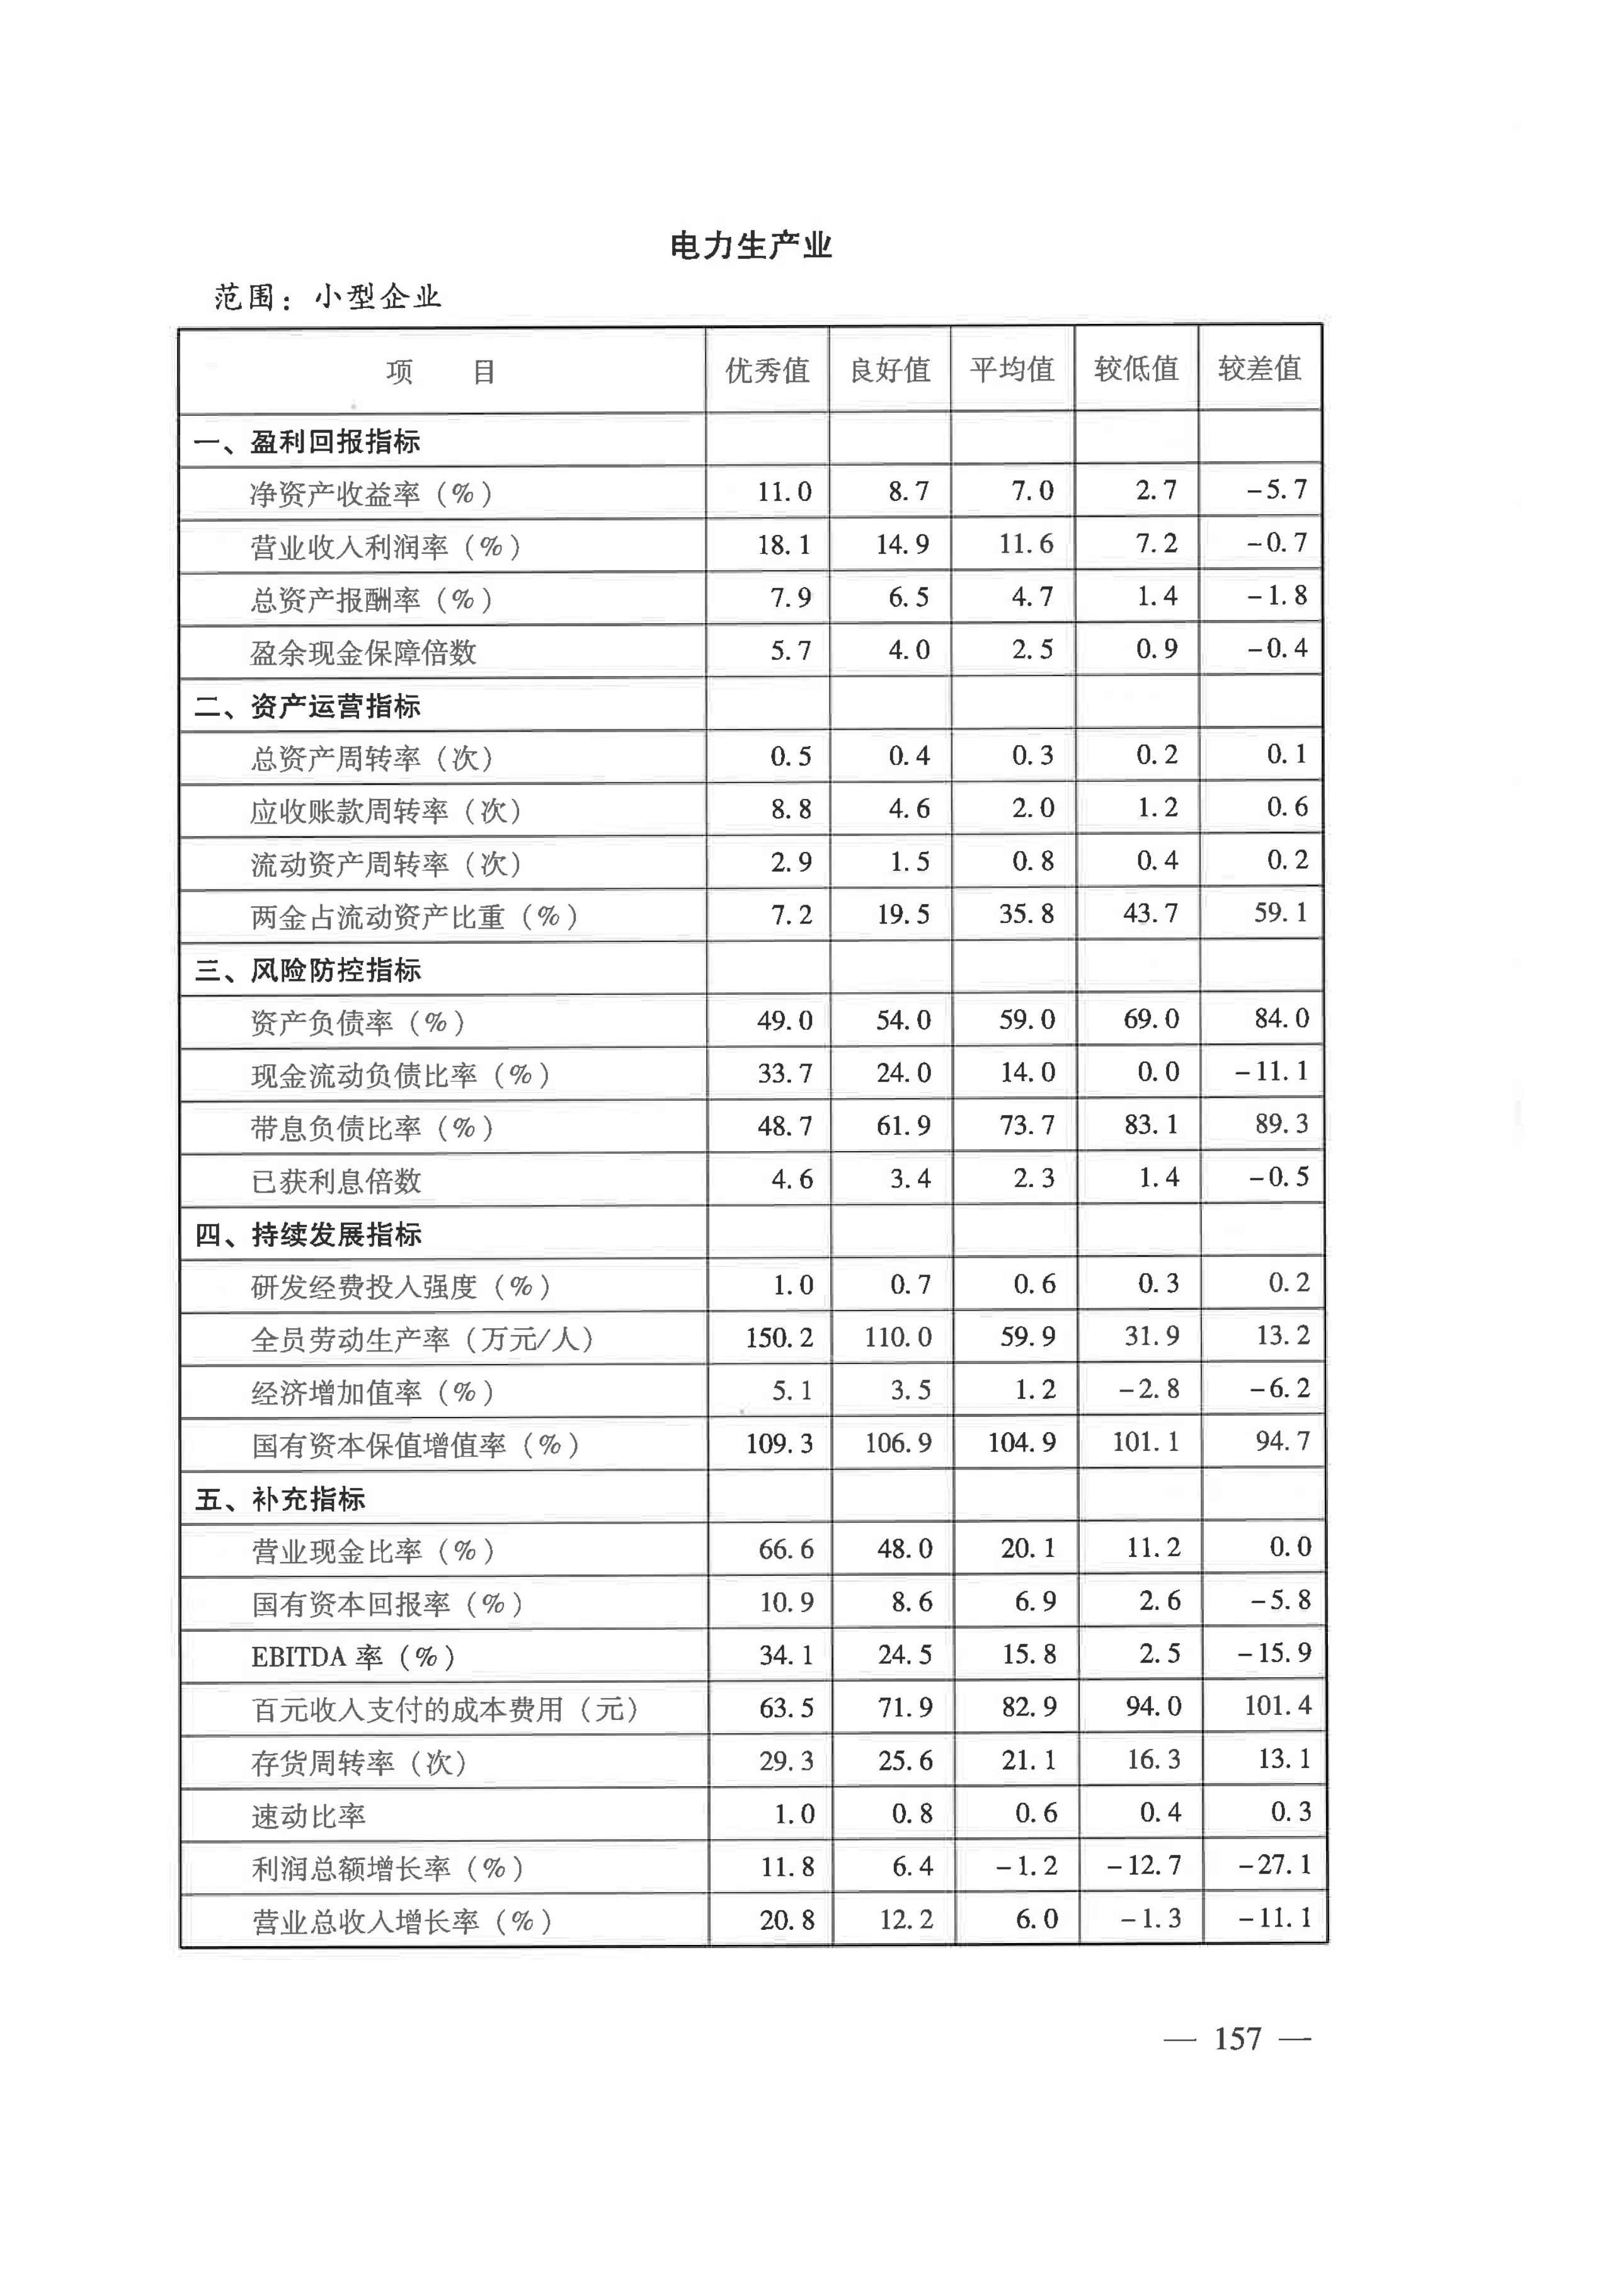 电力生产业
范围：小型企业
项 目 优秀值 良好值 平均值 较低值 较差值
一、盈利回报指标
净资产收益率（%） 11.0 8.7 7.0 2.7 -5.7
营业收入利润率（%） 18.1 14.9 11.6 7.2 -0.7
总资产报酬率（%） 7.9 6.5 4.7 1.4 -1.8
盈余现金保障倍数 5.7 4.0 2.5 0.9 -0.4
二、资产运营指标
总资产周转率（次） 0.5 0.4 0.3 0.2 0.1
应收账款周转率（次） 8.8 4.6 2.0 1.2 0.6
流动资产周转率（次） 2.9 1.5 0.8 0.4 0.2
两金占流动资产比重（%） 7.2 19.5 35.8 43.7 59.1
三、风险防控指标
资产负债率（%） 49.0 54.0 59.0 69.0 84.0
现金流动负债比率（%） 33.7 24.0 14.0 0.0 -11.1
带息负债比率（%） 48.7 61.9 73.7 83.1 89.3
已获利息倍数 4.6 3.4 2.3 1.4 -0.5
四、持续发展指标
研发经费投入强度（%） 1.0 0.7 0.6 0.3 0.2
全员劳动生产率（万元/人） 150.2 110.0 59.9 31.9 13.2
经济增加值率（%） 5.1 3.5 1.2 -2.8 -6.2
国有资本保值增值率（%） 109.3 106.9 104.9 101.1 94.7
五、补充指标
营业现金比率（%） 66.6 48.0 20.1 11.2 0.0
国有资本回报率（%） 10.9 8.6 6.9 2.6 -5.8
EBITDA 率（%） 34.1 24.5 15.8 2.5 -15.9
百元收入支付的成本费用（元） 63.5 71.9 82.9 94.0 101.4
存货周转率（次） 29.3 25.6 21.1 16.3 13.1
速动比率 1.0 0.8 0.6 0.4 0.3
利润总额增长率（%） 11.8 6.4 -1.2 -12.7 -27.1
营业总收入增长率（%） 20.8 12.2 6.0 -1.3 -11.1
— 157 —